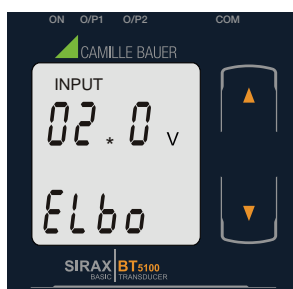 ON O/P1 O/P2 COM
CAMILLE BAUER
INPUT
02.0 V
*
ELbo
SIRAX BT5100
BASIC TRANSDUCER